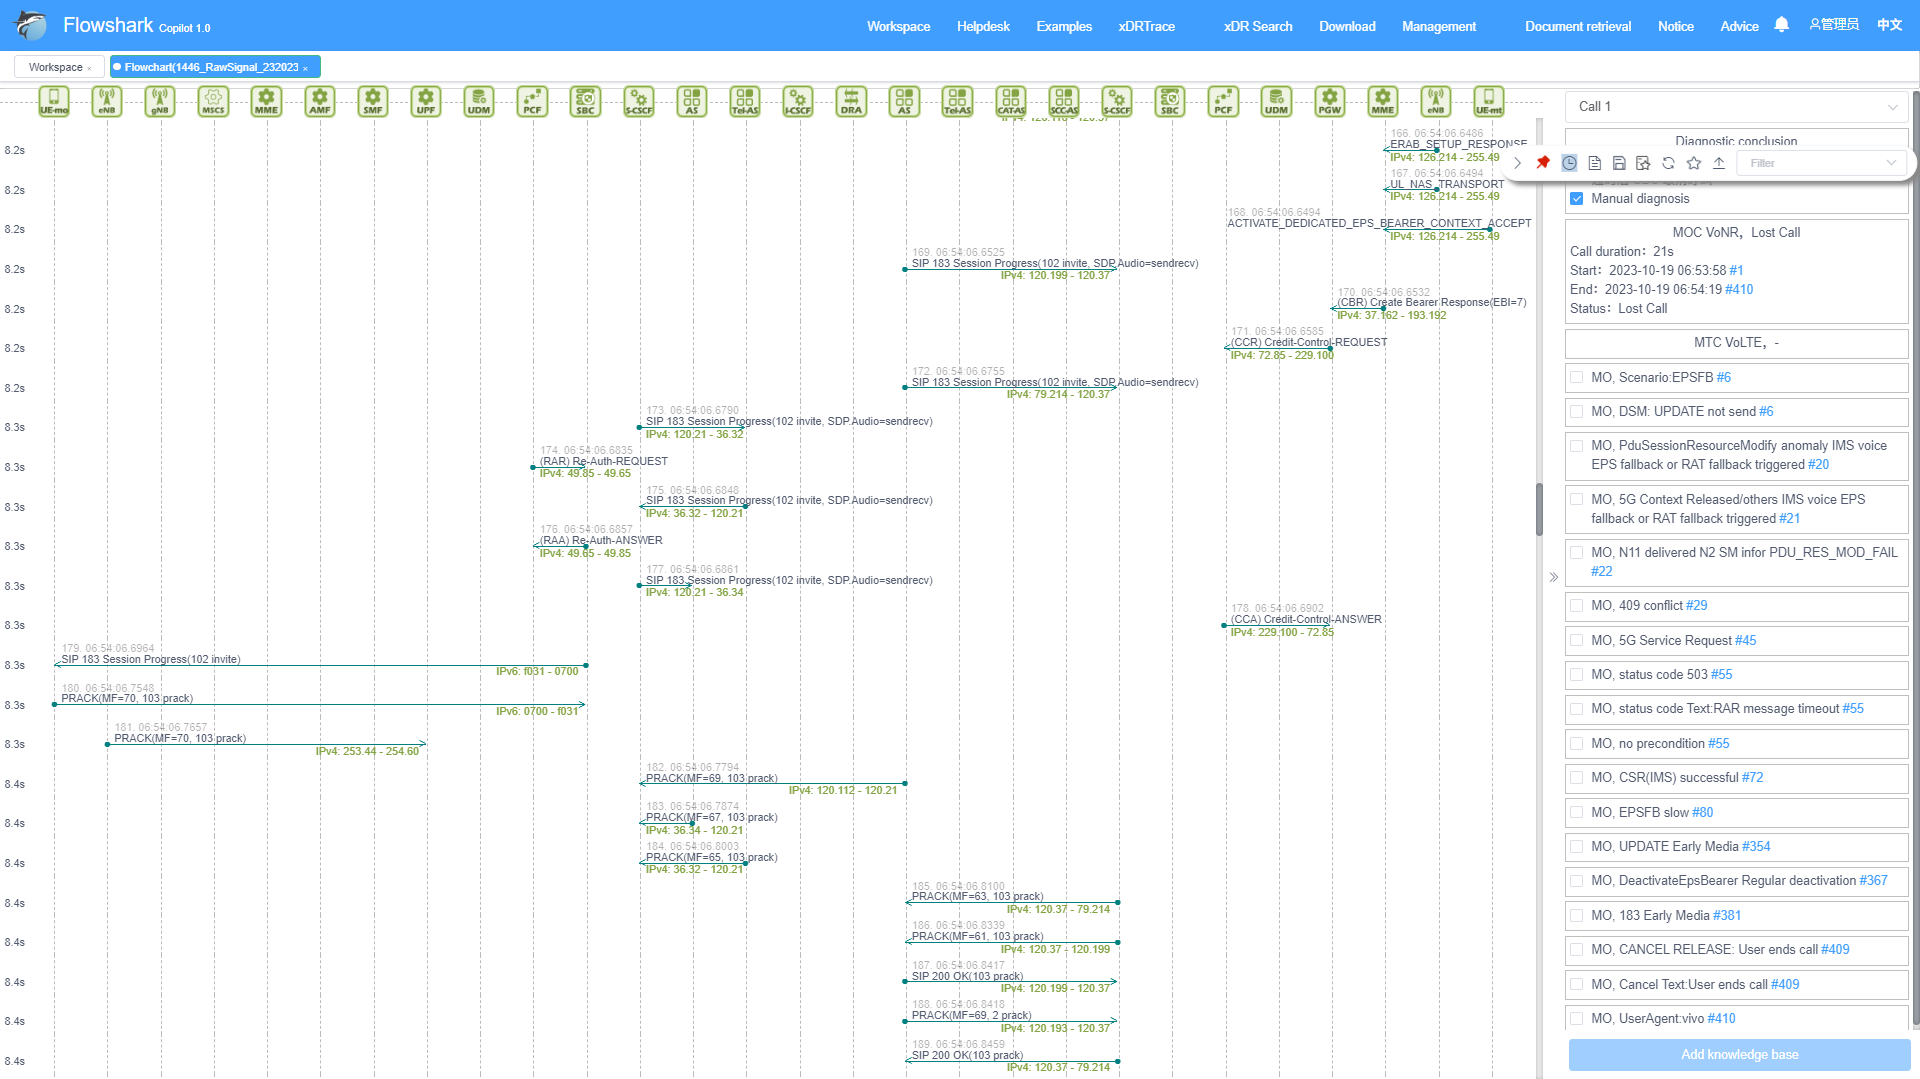 Flowshark Copilot 1.0
Workspace
Helpdesk
Examples
xDRTrace
xDR Search
Download
Management
Document retrieval
Notice
Advice
管理员
中文
Workspace ×
Flowchart(1446_RawSignal_232023 ×
UE-mo
eNB
gNB
MSCS
MME
AMF
SMF
UPF
UDM
PCF
SBC
S-CSCF
AS
Tel-AS
I-CSCF
DRA
AS
Tel-AS
CATAS
SCC-AS
S-CSCF
SBC
PCF
UDM
PGW
MME
eNB
UE-mt
8.2s
166. 06:54:06.6486
ERAB_SETUP_RESPONSE
IPv4: 126.214 - 255.49
8.2s
167. 06:54:06.6494
UL_NAS_TRANSPORT
IPv4: 126.214 - 255.49
8.2s
168. 06:54:06.6494
ACTIVATE_DEDICATED_EPS_BEARER_CONTEXT_ACCEPT
IPv4: 126.214 - 255.49
8.2s
169. 06:54:06.6525
SIP 183 Session Progress(102 invite, SDP.Audio=sendrecv)
IPv4: 120.199 - 120.37
8.2s
170. 06:54:06.6532
(CBR) Create Bearer Response(EBI=7)
IPv4: 37.162 - 193.192
8.2s
171. 06:54:06.6585
(CCR) Credit-Control-REQUEST
IPv4: 72.85 - 229.100
8.2s
172. 06:54:06.6755
SIP 183 Session Progress(102 invite, SDP.Audio=sendrecv)
IPv4: 79.214 - 120.37
8.3s
173. 06:54:06.6790
SIP 183 Session Progress(102 invite, SDP.Audio=sendrecv)
IPv4: 120.21 - 36.32
8.3s
174. 06:54:06.6835
(RAR) Re-Auth-REQUEST
IPv4: 49.85 - 49.65
8.3s
175. 06:54:06.6848
SIP 183 Session Progress(102 invite, SDP.Audio=sendrecv)
IPv4: 36.32 - 120.21
8.3s
176. 06:54:06.6857
(RAA) Re-Auth-ANSWER
IPv4: 49.65 - 49.85
8.3s
177. 06:54:06.6861
SIP 183 Session Progress(102 invite, SDP.Audio=sendrecv)
IPv4: 120.21 - 36.34
8.3s
178. 06:54:06.6902
(CCA) Credit-Control-ANSWER
IPv4: 229.100 - 72.85
8.3s
179. 06:54:06.6964
SIP 183 Session Progress(102 invite)
IPv6: f031 - 0700
8.3s
180. 06:54:06.7548
PRACK(MF=70, 103 prack)
IPv6: 0700 - f031
8.3s
181. 06:54:06.7657
PRACK(MF=70, 103 prack)
IPv4: 253.44 - 254.60
8.4s
182. 06:54:06.7794
PRACK(MF=69, 103 prack)
IPv4: 120.112 - 120.21
8.4s
183. 06:54:06.7874
PRACK(MF=67, 103 prack)
IPv4: 36.34 - 120.21
8.4s
184. 06:54:06.8003
PRACK(MF=65, 103 prack)
IPv4: 36.32 - 120.21
8.4s
185. 06:54:06.8100
PRACK(MF=63, 103 prack)
IPv4: 120.37 - 79.214
8.4s
186. 06:54:06.8339
PRACK(MF=61, 103 prack)
IPv4: 120.37 - 120.199
8.4s
187. 06:54:06.8417
SIP 200 OK(103 prack)
IPv4: 120.199 - 120.37
8.4s
188. 06:54:06.8418
PRACK(MF=69, 2 prack)
IPv4: 120.193 - 120.37
8.4s
189. 06:54:06.8459
SIP 200 OK(103 prack)
IPv4: 120.37 - 79.214
Call 1
Diagnostic conclusion
Filter
Manual diagnosis
MOC VoNR，Lost Call
Call duration：21s
Start：2023-10-19 06:53:58 #1
End：2023-10-19 06:54:19 #410
Status：Lost Call
MTC VoLTE，-
MO, Scenario:EPSFB #6
MO, DSM: UPDATE not send #6
MO, PduSessionResourceModify anomaly IMS voice
EPS fallback or RAT fallback triggered #20
MO, 5G Context Released/others IMS voice EPS
fallback or RAT fallback triggered #21
MO, N11 delivered N2 SM infor PDU_RES_MOD_FAIL
#22
MO, 409 conflict #29
MO, 5G Service Request #45
MO, status code 503 #55
MO, status code Text:RAR message timeout #55
MO, no precondition #55
MO, CSR(IMS) successful #72
MO, EPSFB slow #80
MO, UPDATE Early Media #354
MO, DeactivateEpsBearer Regular deactivation #367
MO, 183 Early Media #381
MO, CANCEL RELEASE: User ends call #409
MO, Cancel Text:User ends call #409
MO, UserAgent:vivo #410
Add knowledge base